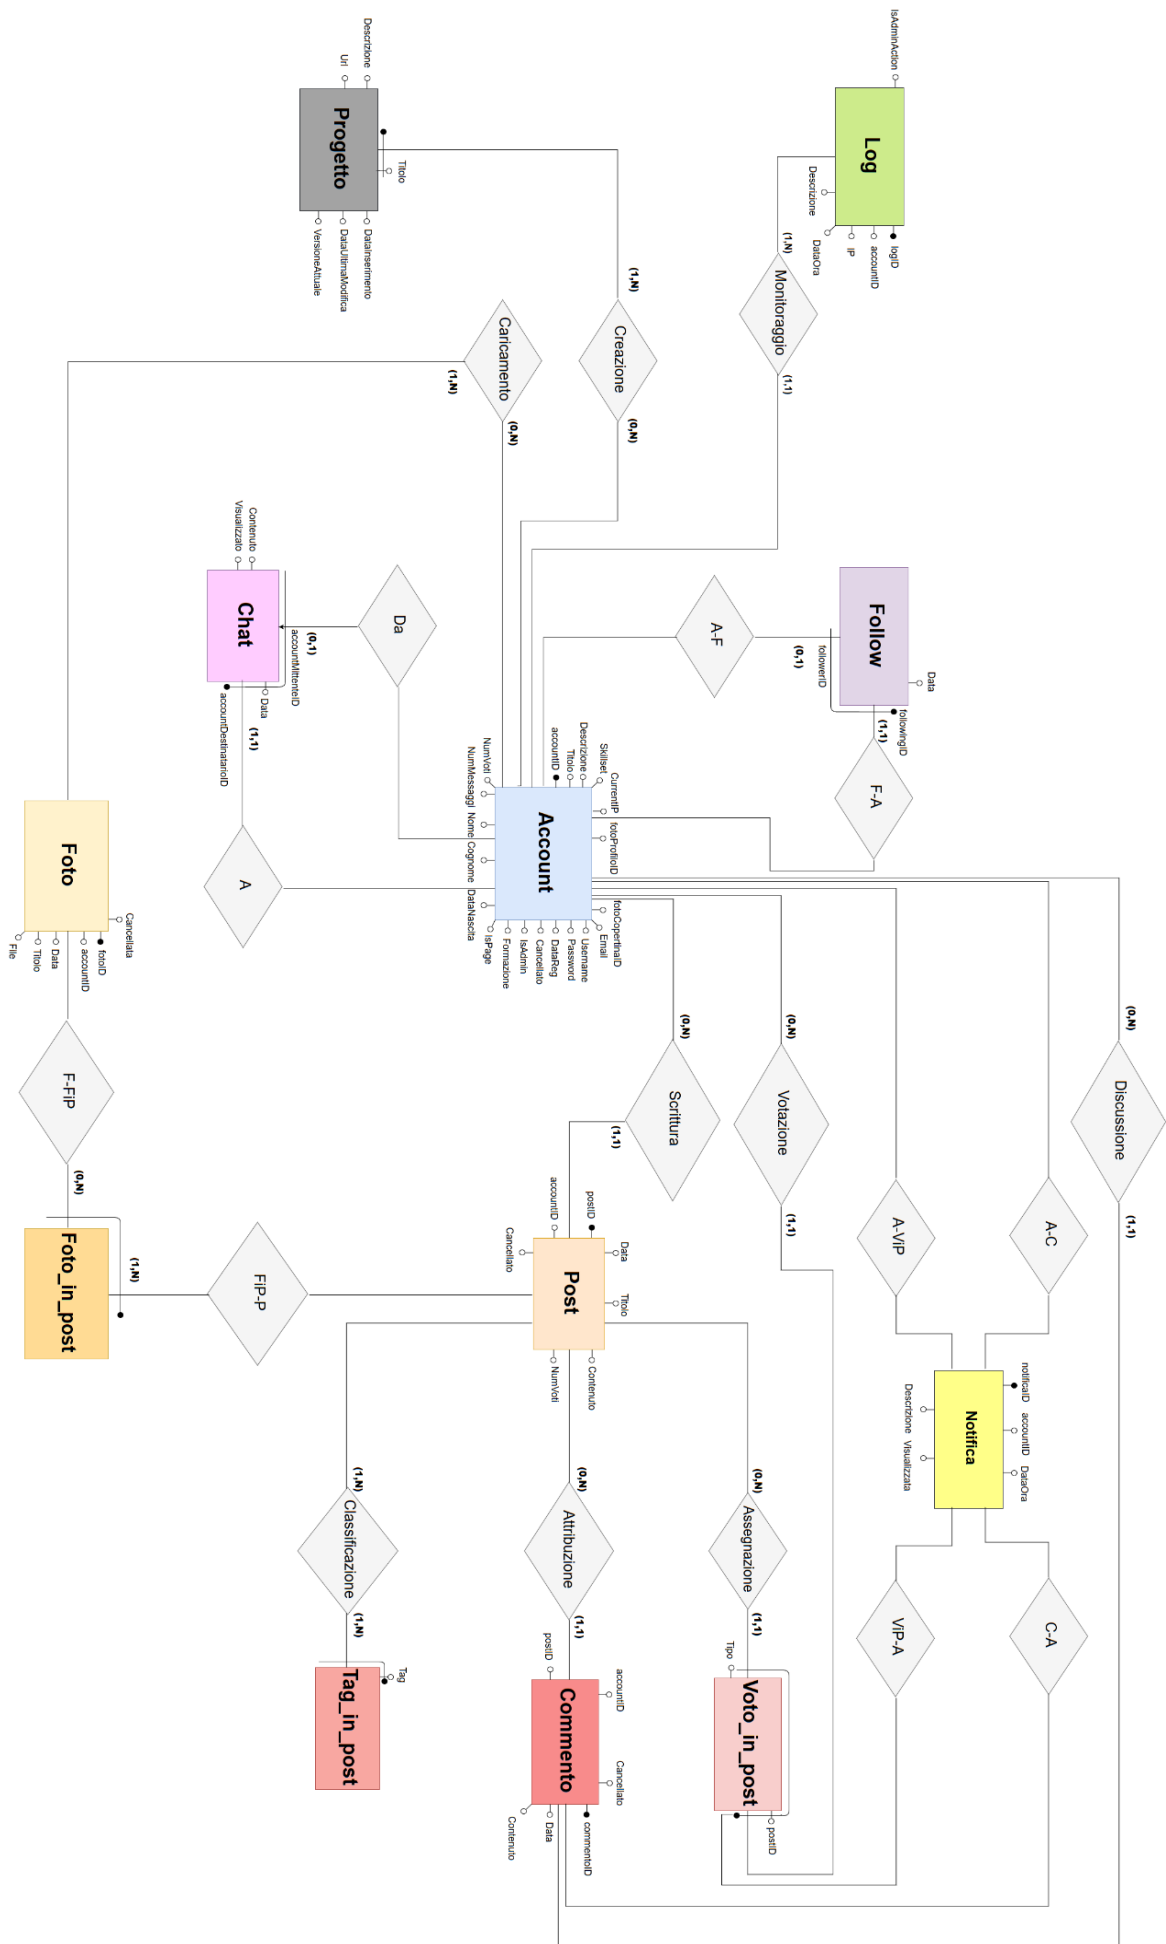 IsAdminAction
Log
Descrizione
DataOra
IP
accountID
logID
(1,N)
Monitoraggio
(1,1)
Descrizione
Url
Progetto
Titolo
DataInserimento
DataUltimaModifica
VersioneAttuale
(1,N)
Creazione
(0,N)
Caricamento
(1,N)
(0,N)
Follow
Data
followingID
followerID
(0,1)
(1,1)
A-F
F-A
Da
Contenuto
Visualizzato
Chat
(0,1)
accountMittenteID
Data
accountDestinatarioID
(1,1)
A
Account
NumVoti
NumMessaggi
Nome
Cognome
DataNascita
IsPage
Formazione
IsAdmin
Cancellato
DataReg
Password
Username
Email
fotoCopertinaID
fotoProfiloID
CurrentIP
Skillset
Descrizione
Titolo
accountID
Foto
Cancellata
fotoID
accountID
Data
Titolo
File
F-FiP
(0,N)
Foto_in_post
(1,N)
FiP-P
(0,N)
Scrittura
(1,1)
(0,N)
Votazione
(1,1)
(0,N)
Discussione
(1,1)
A-ViP
A-C
Post
accountID
postID
Cancellato
Data
Titolo
Contenuto
NumVoti
Notifica
notificaID
accountID
DataOra
Descrizione
Visualizzata
ViP-A
C-A
(1,N)
Classificazione
(1,N)
(0,N)
Attribuzione
(1,1)
(0,N)
Assegnazione
(1,1)
Tag
Tag_in_post
postID
accountID
Commento
Cancellato
commentoID
Data
Contenuto
Tipo
Voto_in_post
postID